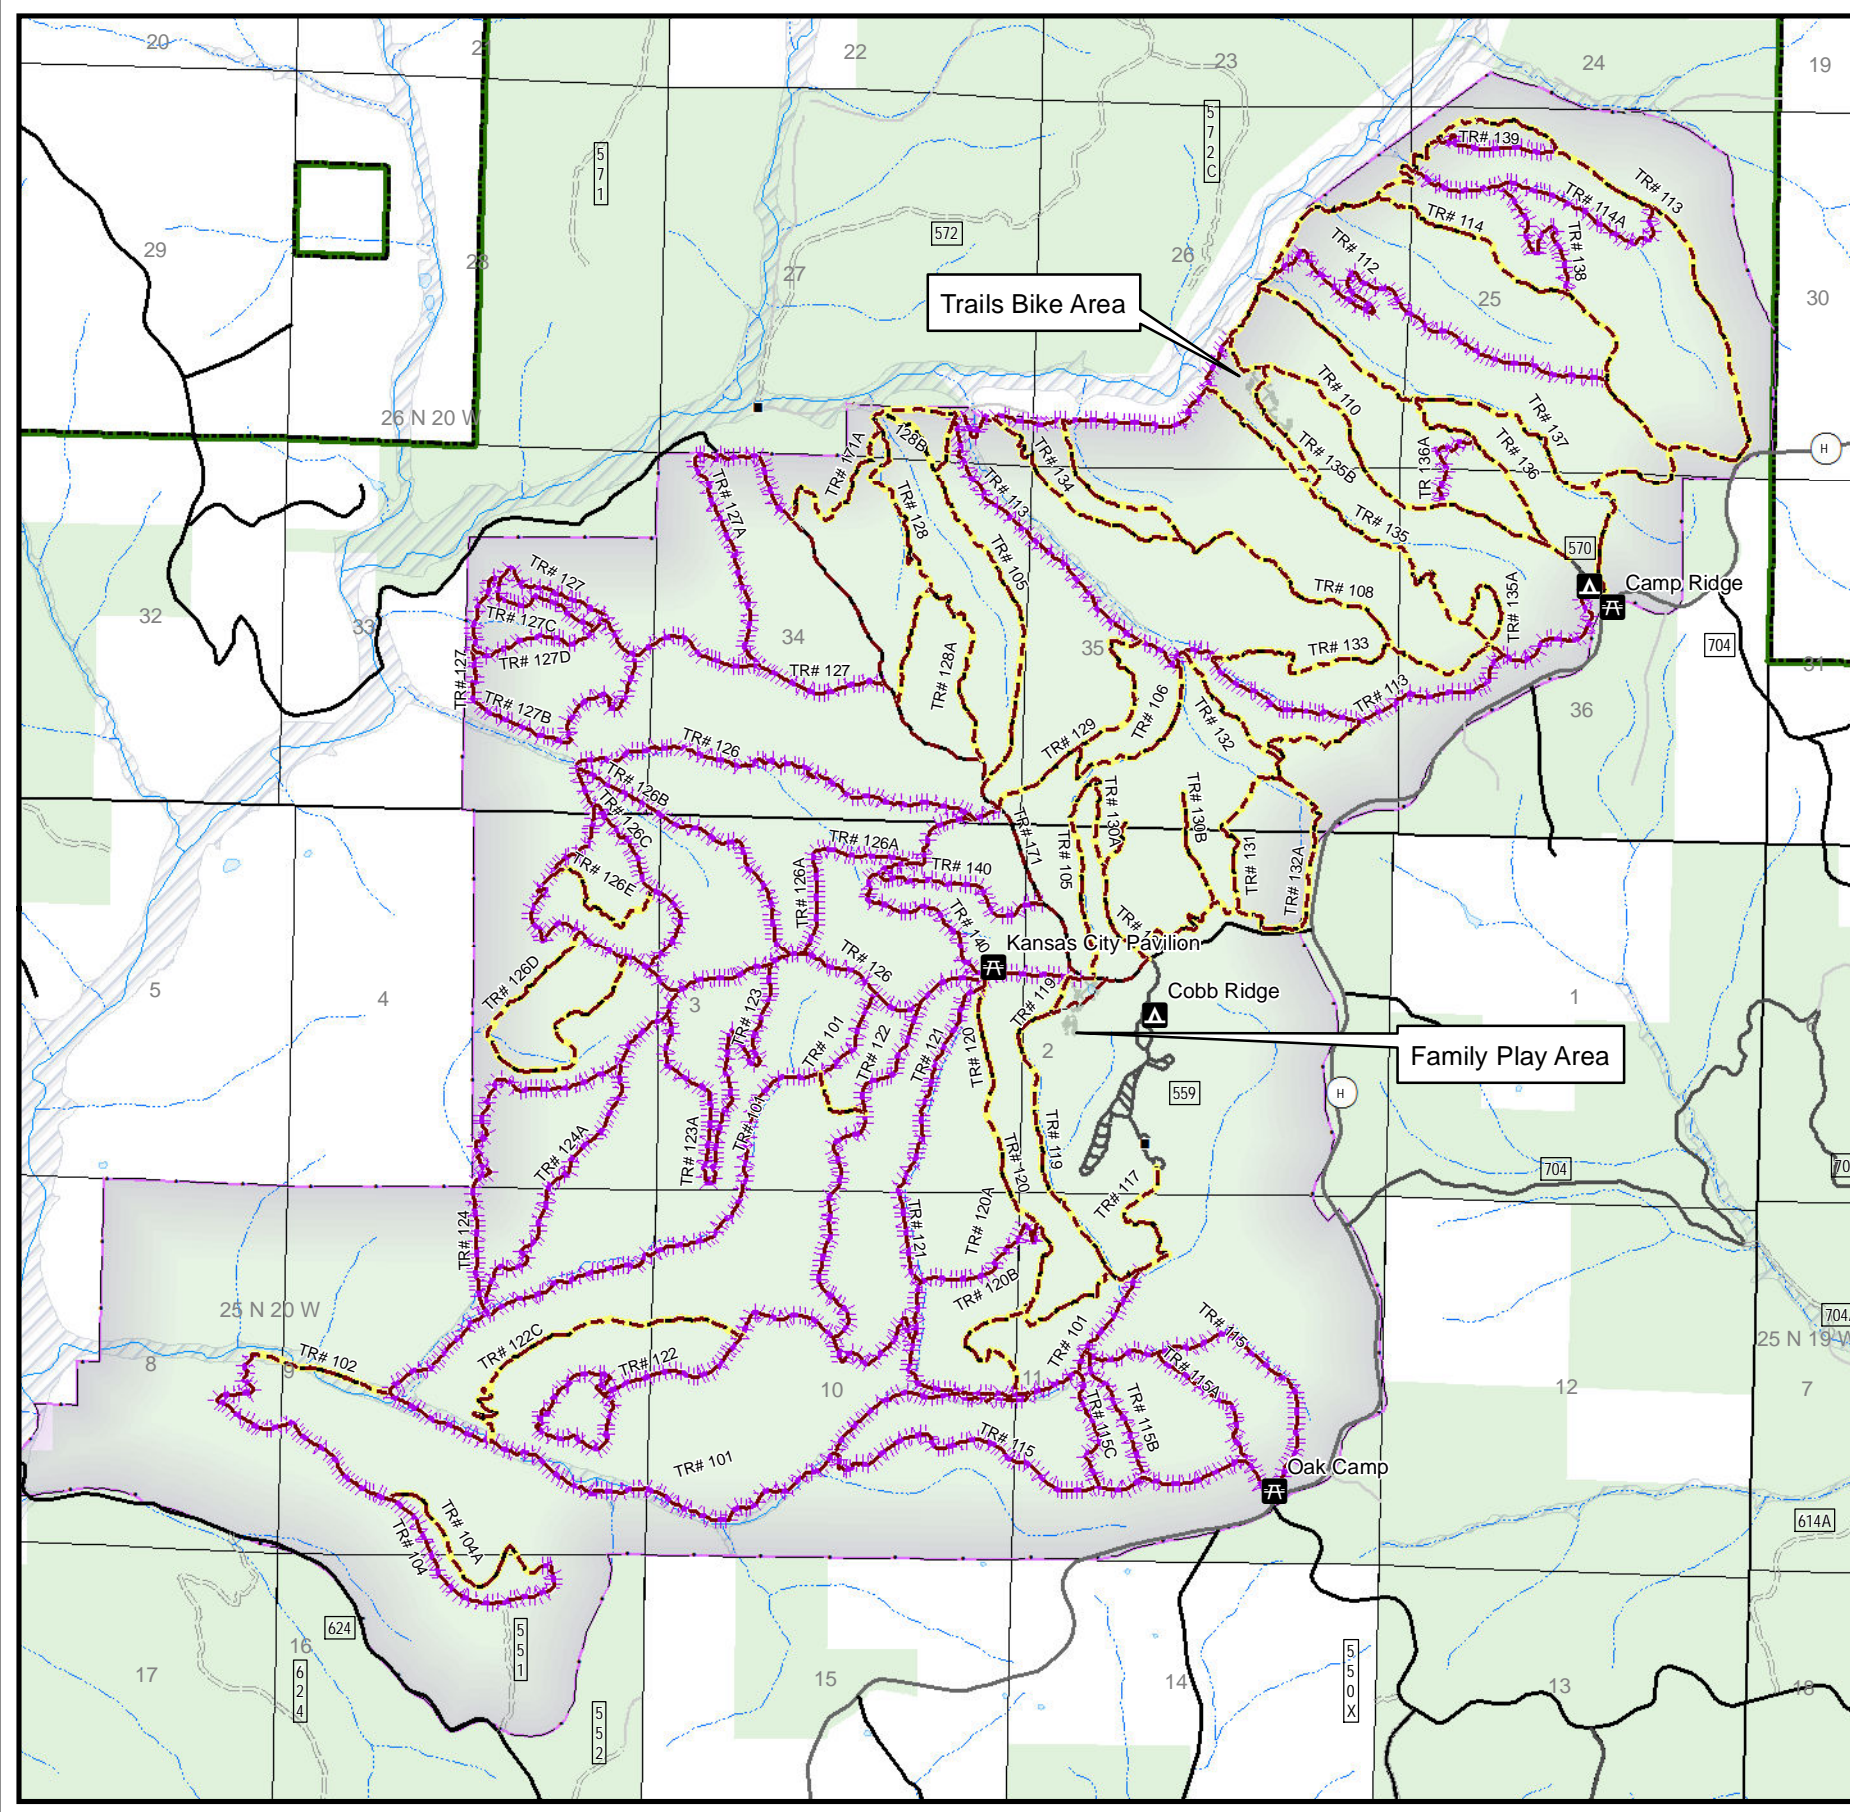 20
21
22
23
24
19
TR# 139
571
572C
TR# 113
TR# 114A
TR# 114
572
29
28
27
26
TR# 112
TR# 138
25
30
Trails Bike Area
26 N 20 W
TR# 110
TR# 137
TR# 136
TR# 171A
128B
TR# 134
TR# 135B
TR# 136A
H
TR# 127A
TR# 128
TR# 113
TR# 135
570
TR# 105
TR# 127
TR# 108
TR# 135A
Camp Ridge
32
33
TR# 127C
34
35
TR# 127D
TR# 127
TR# 128A
TR# 133
704
31
TR# 127
TR# 127B
TR# 106
TR# 132
TR# 113
36
TR# 126
TR# 129
TR# 126B
TR# 126C
TR# 171
TR# 130A
TR# 130B
TR# 126A
TR# 140
TR# 126E
TR# 126A
TR# 105
TR# 131
TR# 132A
TR# 140
Kansas City Pavilion
TR# 126D
TR# 126
5
4
3
Cobb Ridge
1
TR# 123
TR# 119
TR# 101
TR# 122
TR# 121
TR# 120
2
Family Play Area
559
H
TR# 123A
TR# 101
TR# 124A
TR# 120
TR# 119
TR# 117
704
TR# 124
TR# 121
TR# 120A
TR# 120B
25 N 20 W
25 N 19 W
TR# 122C
TR# 101
TR# 115
8
9
TR# 102
TR# 122
10
11
TR# 115A
12
7
TR# 115C
TR# 115B
TR# 101
TR# 115
Oak Camp
TR# 104A
TR# 104
614A
624
16
551
17
624
552
15
14
550X
13
18